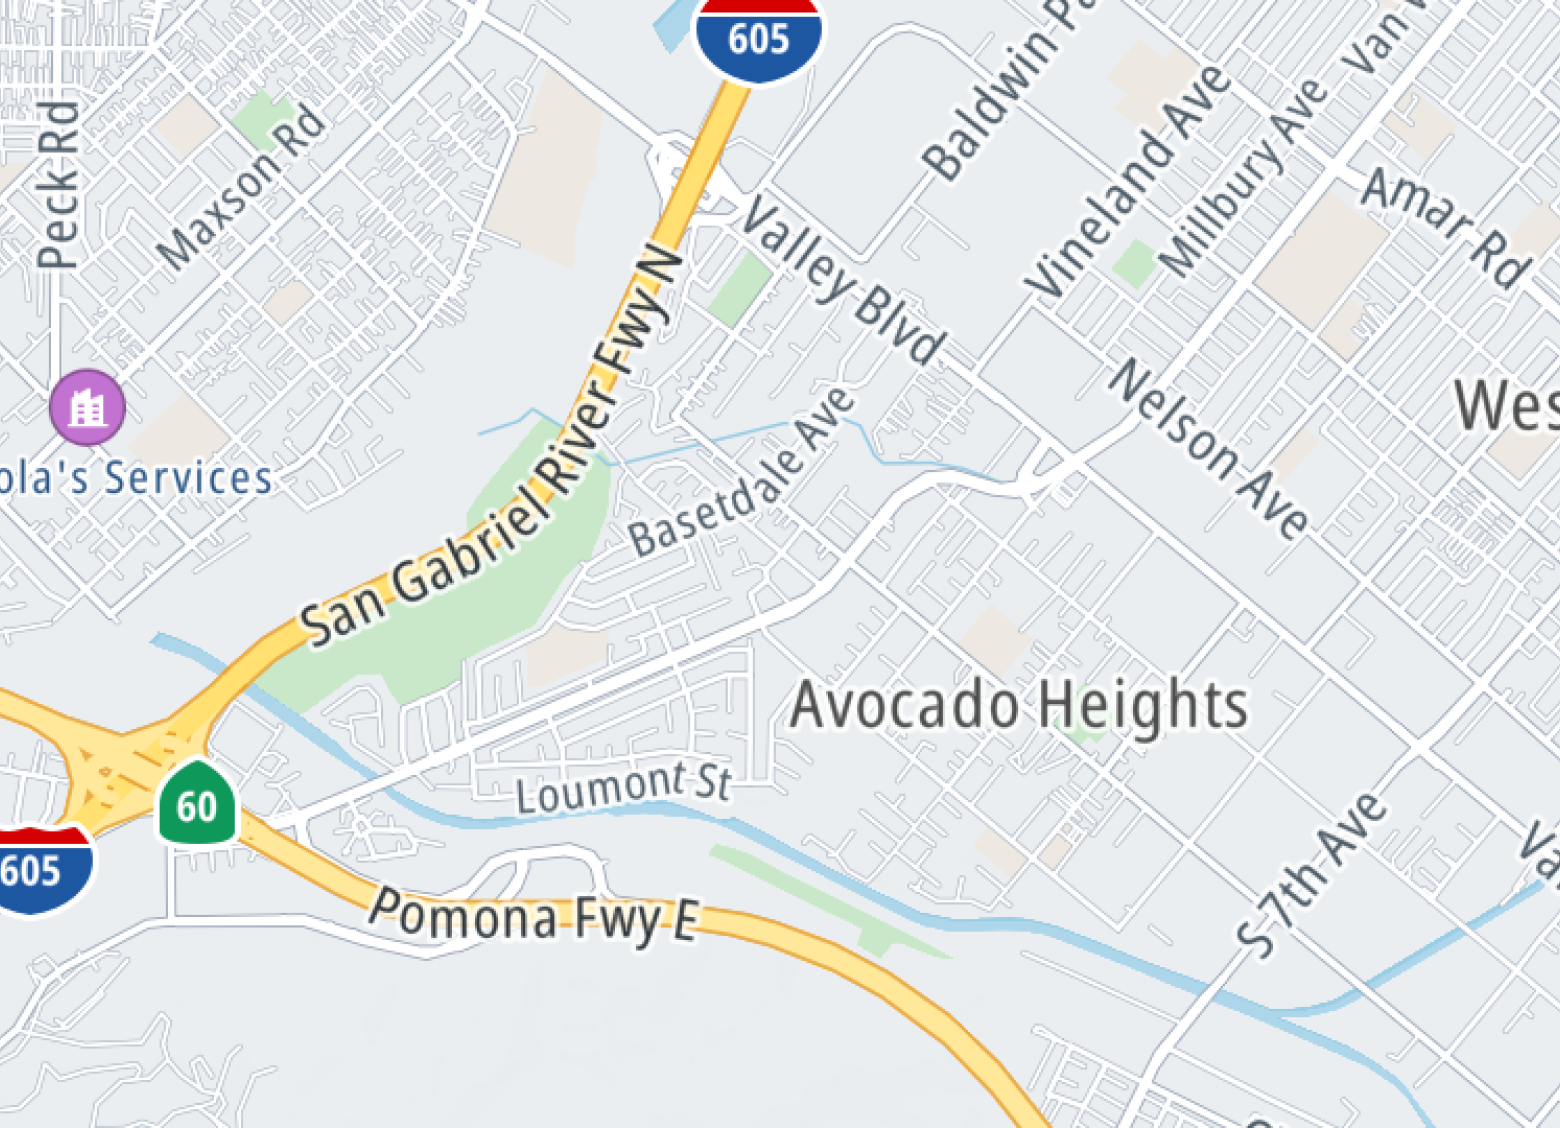 605
Peck Rd
Maxson Rd
Baldwin Pa
Vineland Ave
Millbury Ave
Van
Amar Rd
Valley Blvd
San Gabriel River Fwy N
Nelson Ave
Wes
ola's Services
Basetdale Ave
Avocado Heights
Loumont St
60
605
Pomona Fwy E
S 7th Ave
Va